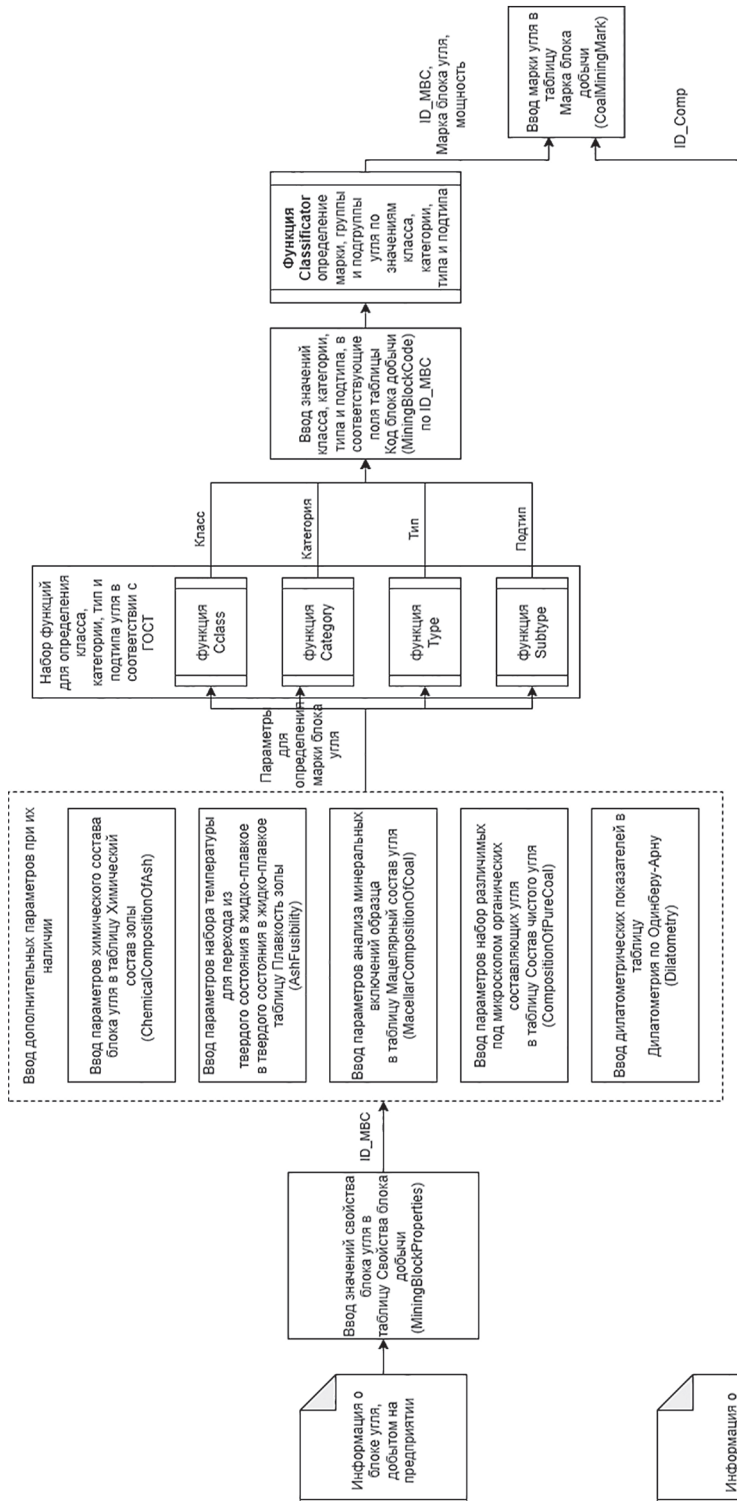 Информация о
блоке угля,
добытом на
предприятии
Информация о
Ввод значений свойства
блока угля в
таблицу Свойства блока
добычи
(MiningBlockProperties)
ID_MBC
Ввод дополнительных параметров при их
наличии
Ввод параметров химического состава
блока угля в таблицу Химический
состав золы
(ChemicalCompositionOfAsh)
Ввод параметров набора температуры
для перехода из
твердого состояния в жидко-плавкое
в твердого состояния в жидко-плавкое
таблицу Плавкость золы
(AshFusibility)
Ввод параметров анализа минеральных
включений образца
в таблицу Мацелярный состав угля
(MacellarCompositionOfCoal)
Ввод параметров набор различимых
под микроскопом органических
составляющих угля
в таблицу Состав чистого угля
(CompositionOfPureCoal)
Ввод дилатометрических показателей в
таблицу
Дилатометрия по Одинберу-Арну
(Dilatometry)
Параметры
для
определения
марки блока
угля
Набор функций
для определения
класса,
категории, тип и
подтипа угля в
соответствии с
ГОСТ
функция
Cclass
функция
Category
функция
Type
функция
Subtype
Класс
Категория
Тип
Подтип
Ввод значений
класса, категории,
типа и подтипа, в
соответствующие
поля таблицы
Код блока добычи
(MiningBlockCode)
по ID_MBC
Функция
Classificator
определение
марки, группы
и подгруппы
угля по
значениям
класса,
категории,
типа и подтипа
ID_MBC,
Марка блока угля,
мощность
Ввод марки угля в
таблицу
Марка блока
добычи
(CoalMiningMark)
ID_Comp